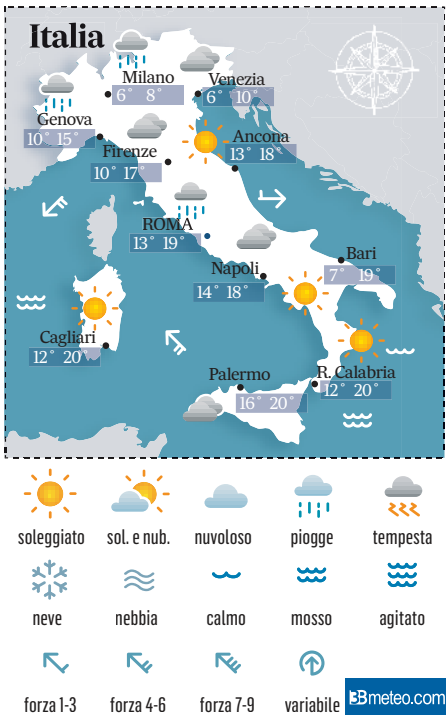 Italia
Milano
6° 8°
Venezia
6° 10°
Genova
10° 15°
Ancona
13° 18°
Firenze
10° 17°
ROMA
13° 19°
Bari
7° 19°
Napoli
14° 18°
Cagliari
12° 20°
Palermo
16° 20°
R. Calabria
12° 20°
soleggiato sol. e nub. nuvoloso piogge tempesta
neve nebbia calmo mosso agitato
forza 1-3 forza 4-6 forza 7-9 variabile
3Bmeteo.com